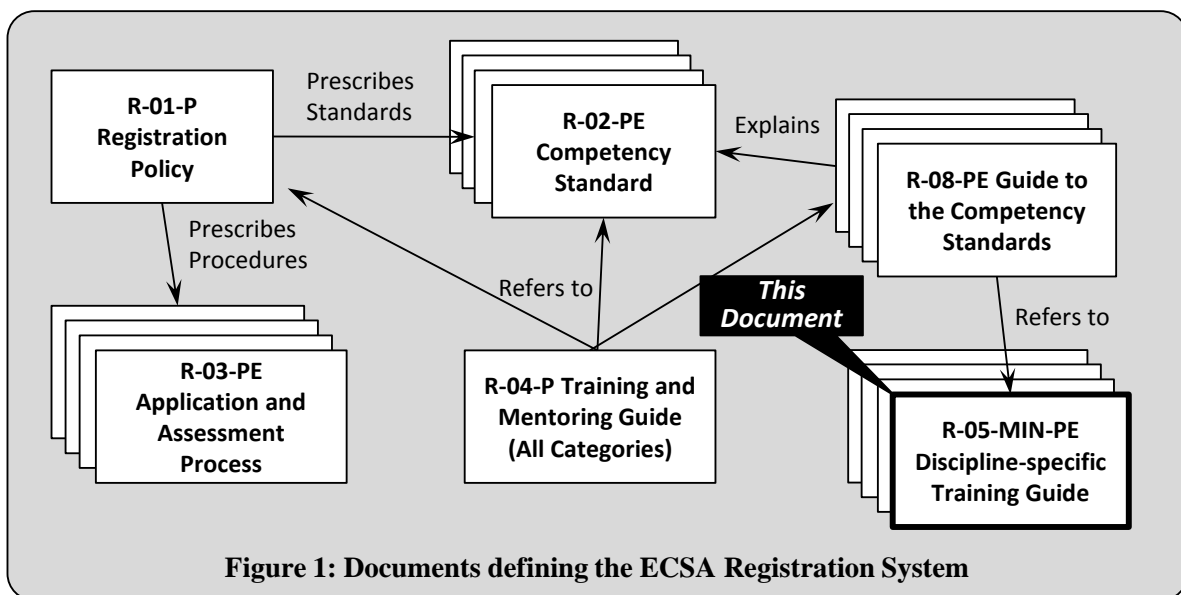 R-01-P
Registration
Policy
Prescribes
Standards
R-02-PE
Competency
Standard
Explains
R-08-PE Guide to
the Competency
Standards
Prescribes
Procedures
Refers to
This
Document
Refers to
R-03-PE
Application and
Assessment
Process
R-04-P Training and
Mentoring Guide
(All Categories)
R-05-MIN-PE
Discipline-specific
Training Guide
Figure 1: Documents defining the ECSA Registration System